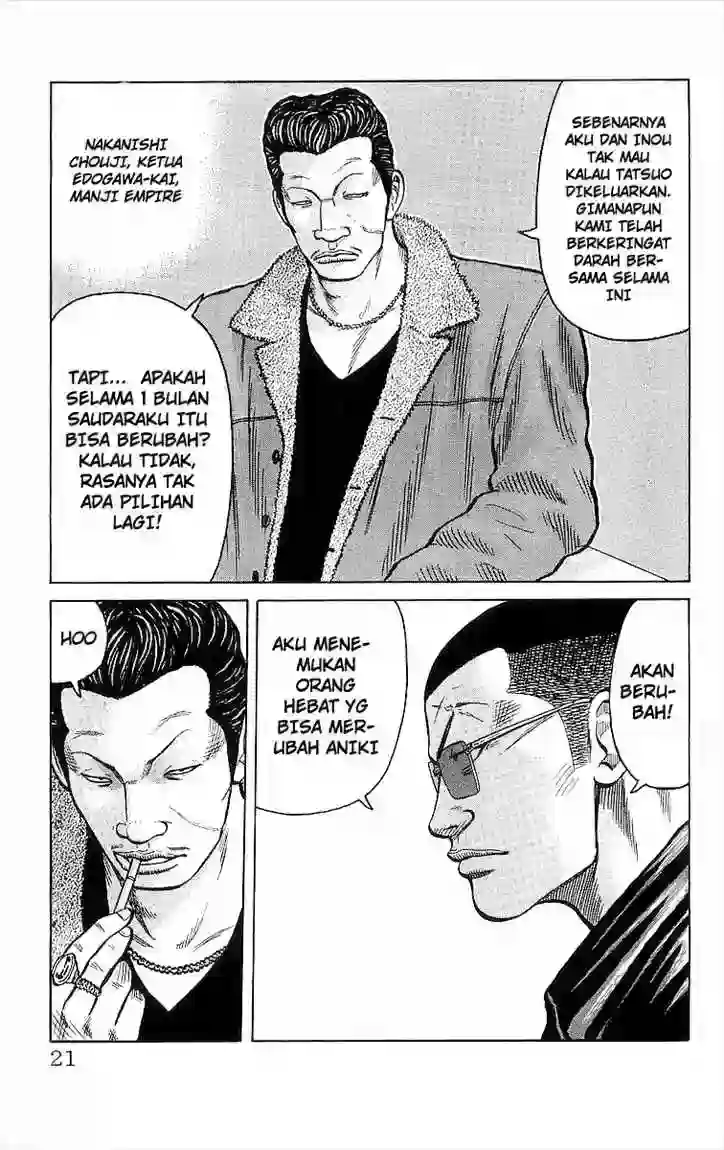 SEBENARNYA
AKU DAN INOU
TAK MAU
KALAU TATSUO
DIKELUARKAN.
GIMANAPUN
KAMI TELAH
BERKERINGAT
DARAH BER-
SAMA SELAMA
INI
NAKANISHI
CHOUJI, KETUA
EDOGAWA-KAI,
MANJI EMPIRE
TAPI... APAKAH
SELAMA 1 BULAN
SAUDARAKU ITU
BISA BERUBAH?
KALAU TIDAK,
RASANYA TAK
ADA PILIHAN
LAGI!
AKAN
BERU-
BAH!
AKU MENE-
MUKAN
ORANG
HEBAT YG
BISA MER-
UBAH ANIKI
HOO
21